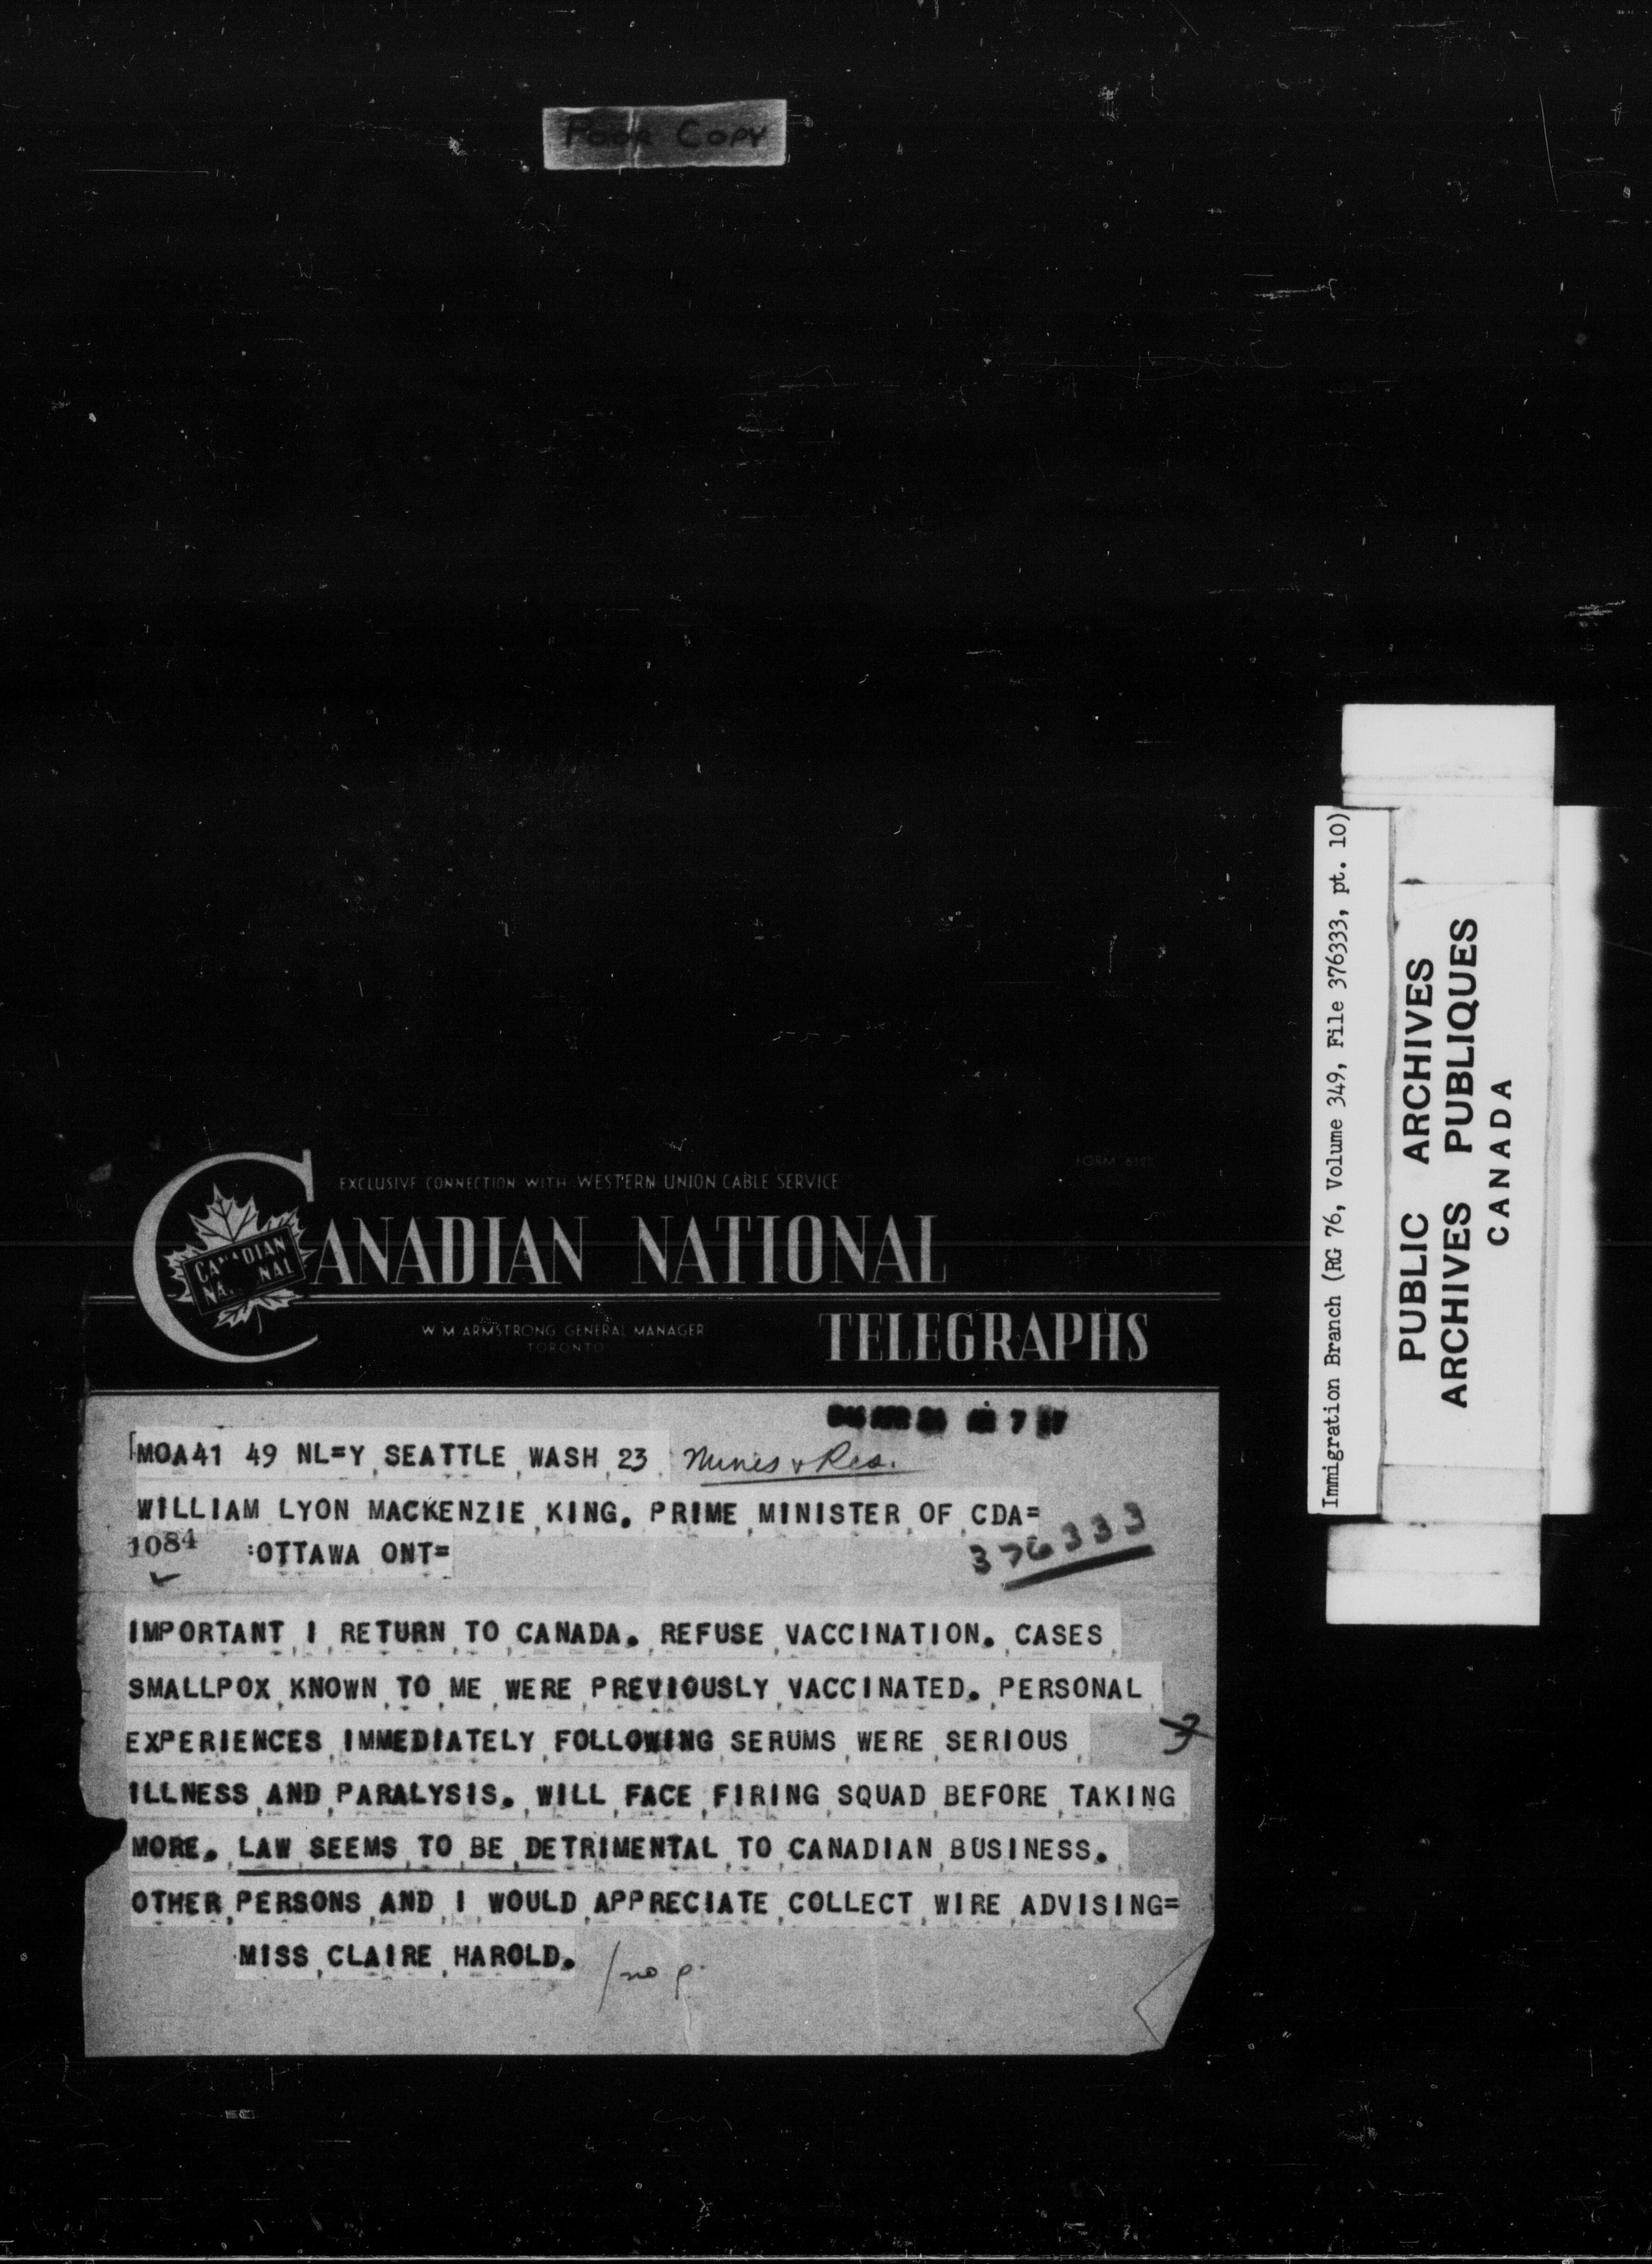 POOR COPY
EXCLUSIVE CONNECTION WITH WESTERN UNION CABLE SERVICE
FORM
CANADIAN NATIONAL
CANADIAN
NA NAL
W M ARMSTRONG GENERAL MANAGER
TORONTO
TELEGRAPHS
MOA41 49 NL=Y SEATTLE WASH 23 Mines & Res.
WILLIAM LYON MACKENZIE KING, PRIME MINISTER OF CDA=
1084 :OTTAWA ONT=
376333
IMPORTANT I RETURN TO CANADA. REFUSE VACCINATION. CASES
SMALLPOX KNOWN TO ME WERE PREVIOUSLY VACCINATED. PERSONAL
EXPERIENCES IMMEDIATELY FOLLOWING SERUMS WERE SERIOUS
ILLNESS AND PARALYSIS. WILL FACE FIRING SQUAD BEFORE TAKING
MORE. LAW SEEMS TO BE DETRIMENTAL TO CANADIAN BUSINESS.
OTHER PERSONS AND I WOULD APPRECIATE COLLECT WIRE ADVISING=
MISS CLAIRE HAROLD.
Immigration Branch (RG 76, Volume 349, File 376333, pt. 10)
PUBLIC ARCHIVES
ARCHIVES PUBLIQUES
CANADA